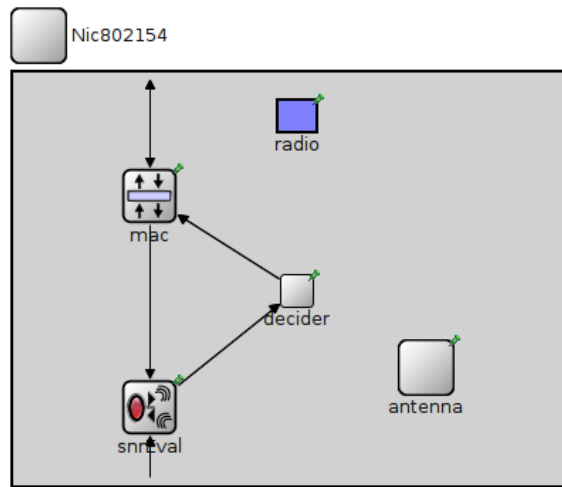 Nic802154
radio
mac
decider
antenna
snrEval